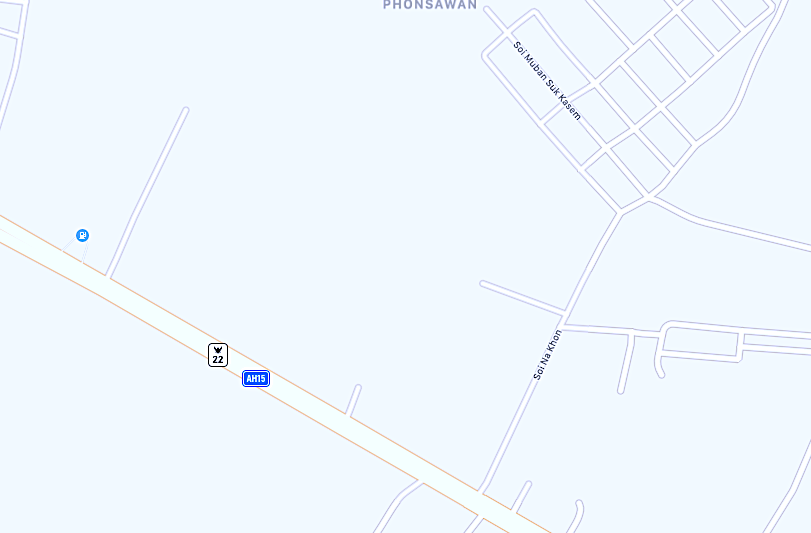 PHONSAWAN
Soi Muban Suk Kasem
22
AH15
Soi Na Khon